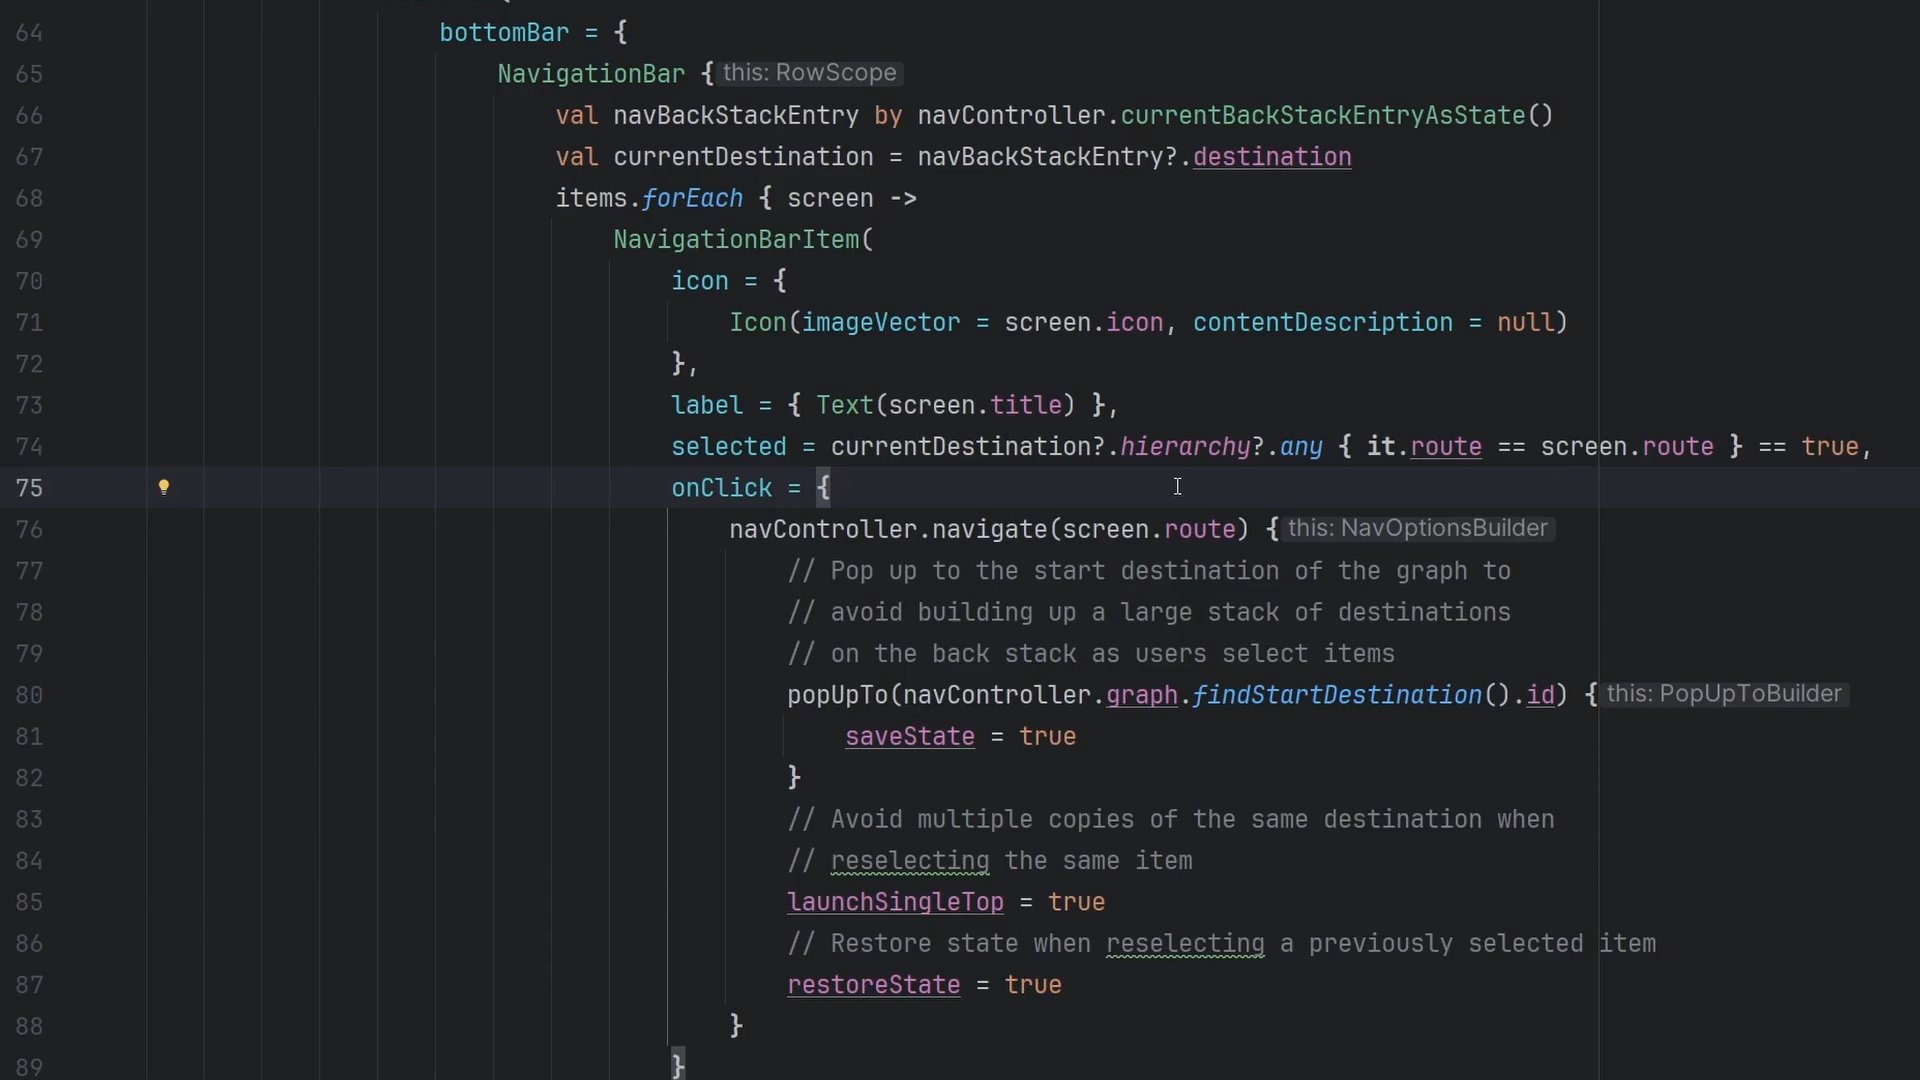 64 bottomBar = {
65 NavigationBar { this: RowScope
66 val navBackStackEntry by navController.currentBackStackEntryAsState()
67 val currentDestination = navBackStackEntry?.destination
68 items.forEach { screen ->
69 NavigationBarItem(
70 icon = {
71 Icon(imageVector = screen.icon, contentDescription = null)
72 },
73 label = { Text(screen.title) },
74 selected = currentDestination?.hierarchy?.any { it.route == screen.route } == true,
75 onClick = {
76 navController.navigate(screen.route) { this: NavOptionsBuilder
77 // Pop up to the start destination of the graph to
78 // avoid building up a large stack of destinations
79 // on the back stack as users select items
80 popUpTo(navController.graph.findStartDestination().id) { this: PopUpToBuilder
81 saveState = true
82 }
83 // Avoid multiple copies of the same destination when
84 // reselecting the same item
85 launchSingleTop = true
86 // Restore state when reselecting a previously selected item
87 restoreState = true
88 }
89 }